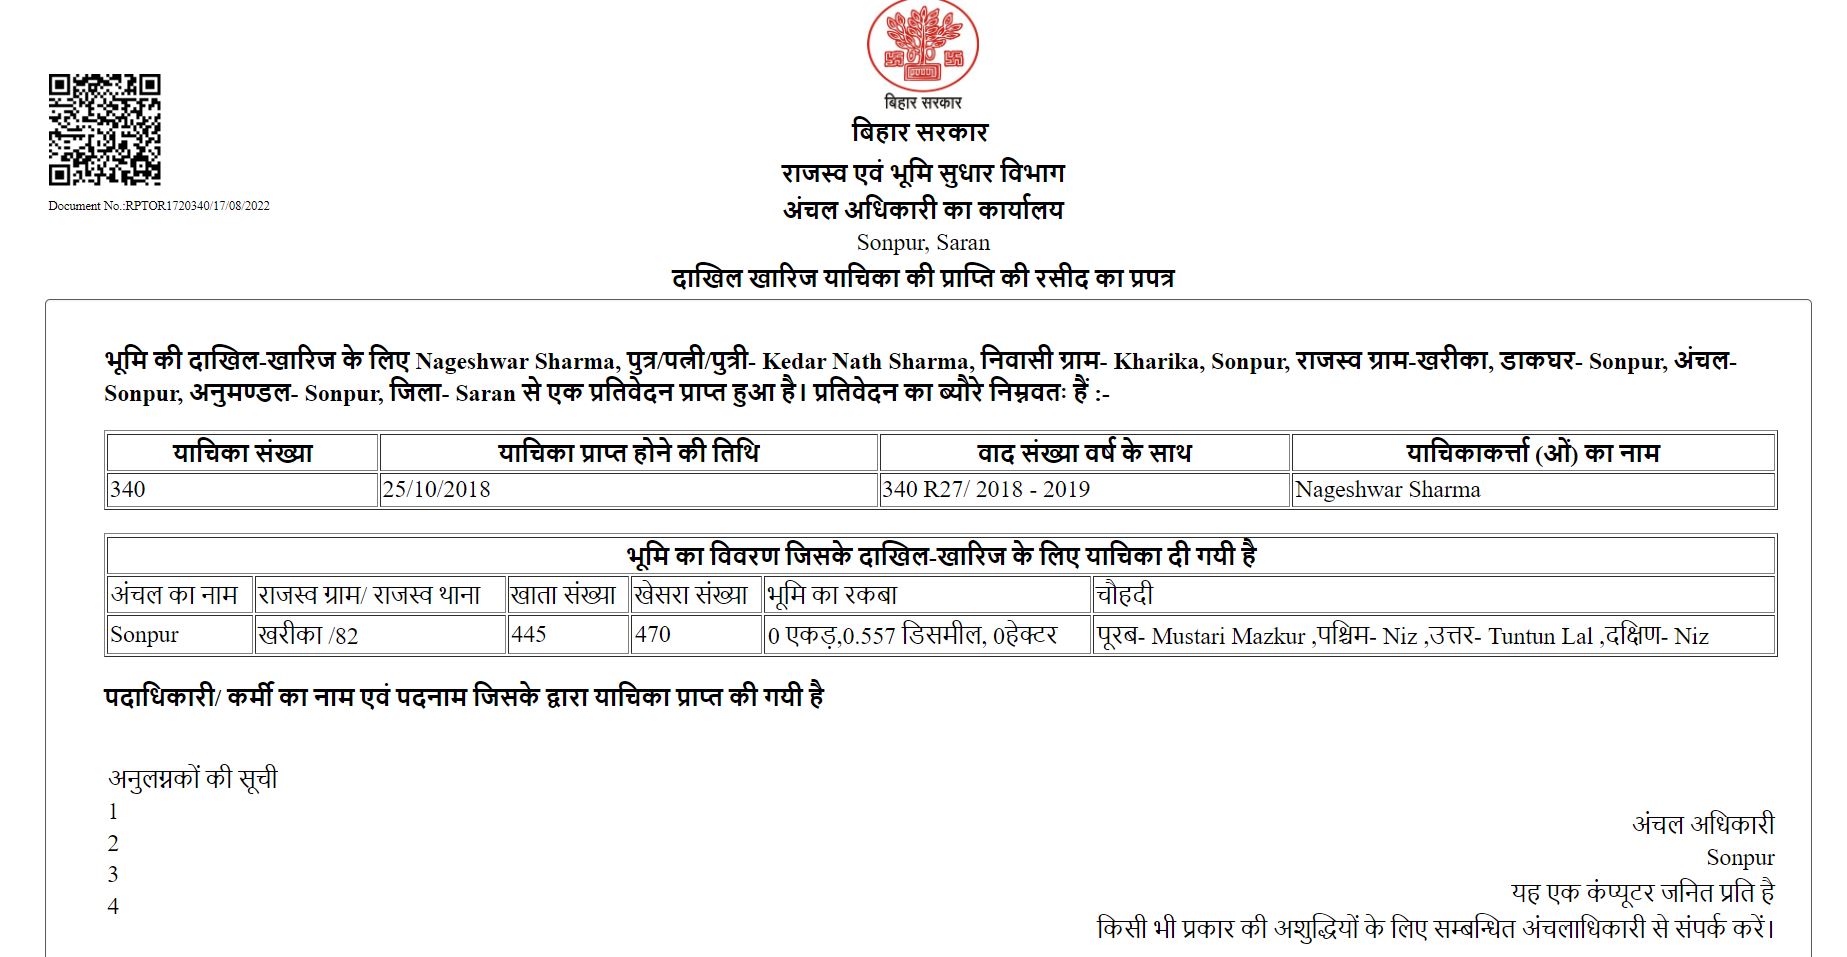 बिहार सरकार
बिहार सरकार
राजस्व एवं भूमि सुधार विभाग
अंचल अधिकारी का कार्यालय
Sonpur, Saran
Document No.:RPTOR1720340/17/08/2022
दाखिल खारिज याचिका की प्राप्ति की रसीद का प्रपत्र
भूमि की दाखिल-खारिज के लिए Nageshwar Sharma, पुत्र/पत्नी/पुत्री- Kedar Nath Sharma, निवासी ग्राम- Kharika, Sonpur, राजस्व ग्राम-खरीका, डाकघर- Sonpur, अंचल-
Sonpur, अनुमण्डल- Sonpur, जिला- Saran से एक प्रतिवेदन प्राप्त हुआ है। प्रतिवेदन का ब्यौरे निम्नवतः हैं :-
याचिका संख्या याचिका प्राप्त होने की तिथि वाद संख्या वर्ष के साथ याचिकाकर्त्ता (ओं) का नाम
340 25/10/2018 340 R27/ 2018 - 2019 Nageshwar Sharma
भूमि का विवरण जिसके दाखिल-खारिज के लिए याचिका दी गयी है
अंचल का नाम राजस्व ग्राम/ राजस्व थाना खाता संख्या खेसरा संख्या भूमि का रकबा चौहदी
Sonpur खरीका /82 445 470 0 एकड़,0.557 डिसमील, 0हेक्टर पूरब- Mustari Mazkur ,पश्चिम- Niz ,उत्तर- Tuntun Lal ,दक्षिण- Niz
पदाधिकारी/ कर्मी का नाम एवं पदनाम जिसके द्वारा याचिका प्राप्त की गयी है
अनुलग्नकों की सूची
1
2
3
4
अंचल अधिकारी
Sonpur
यह एक कंप्यूटर जनित प्रति है
किसी भी प्रकार की अशुद्धियों के लिए सम्बन्धित अंचलाधिकारी से संपर्क करें।